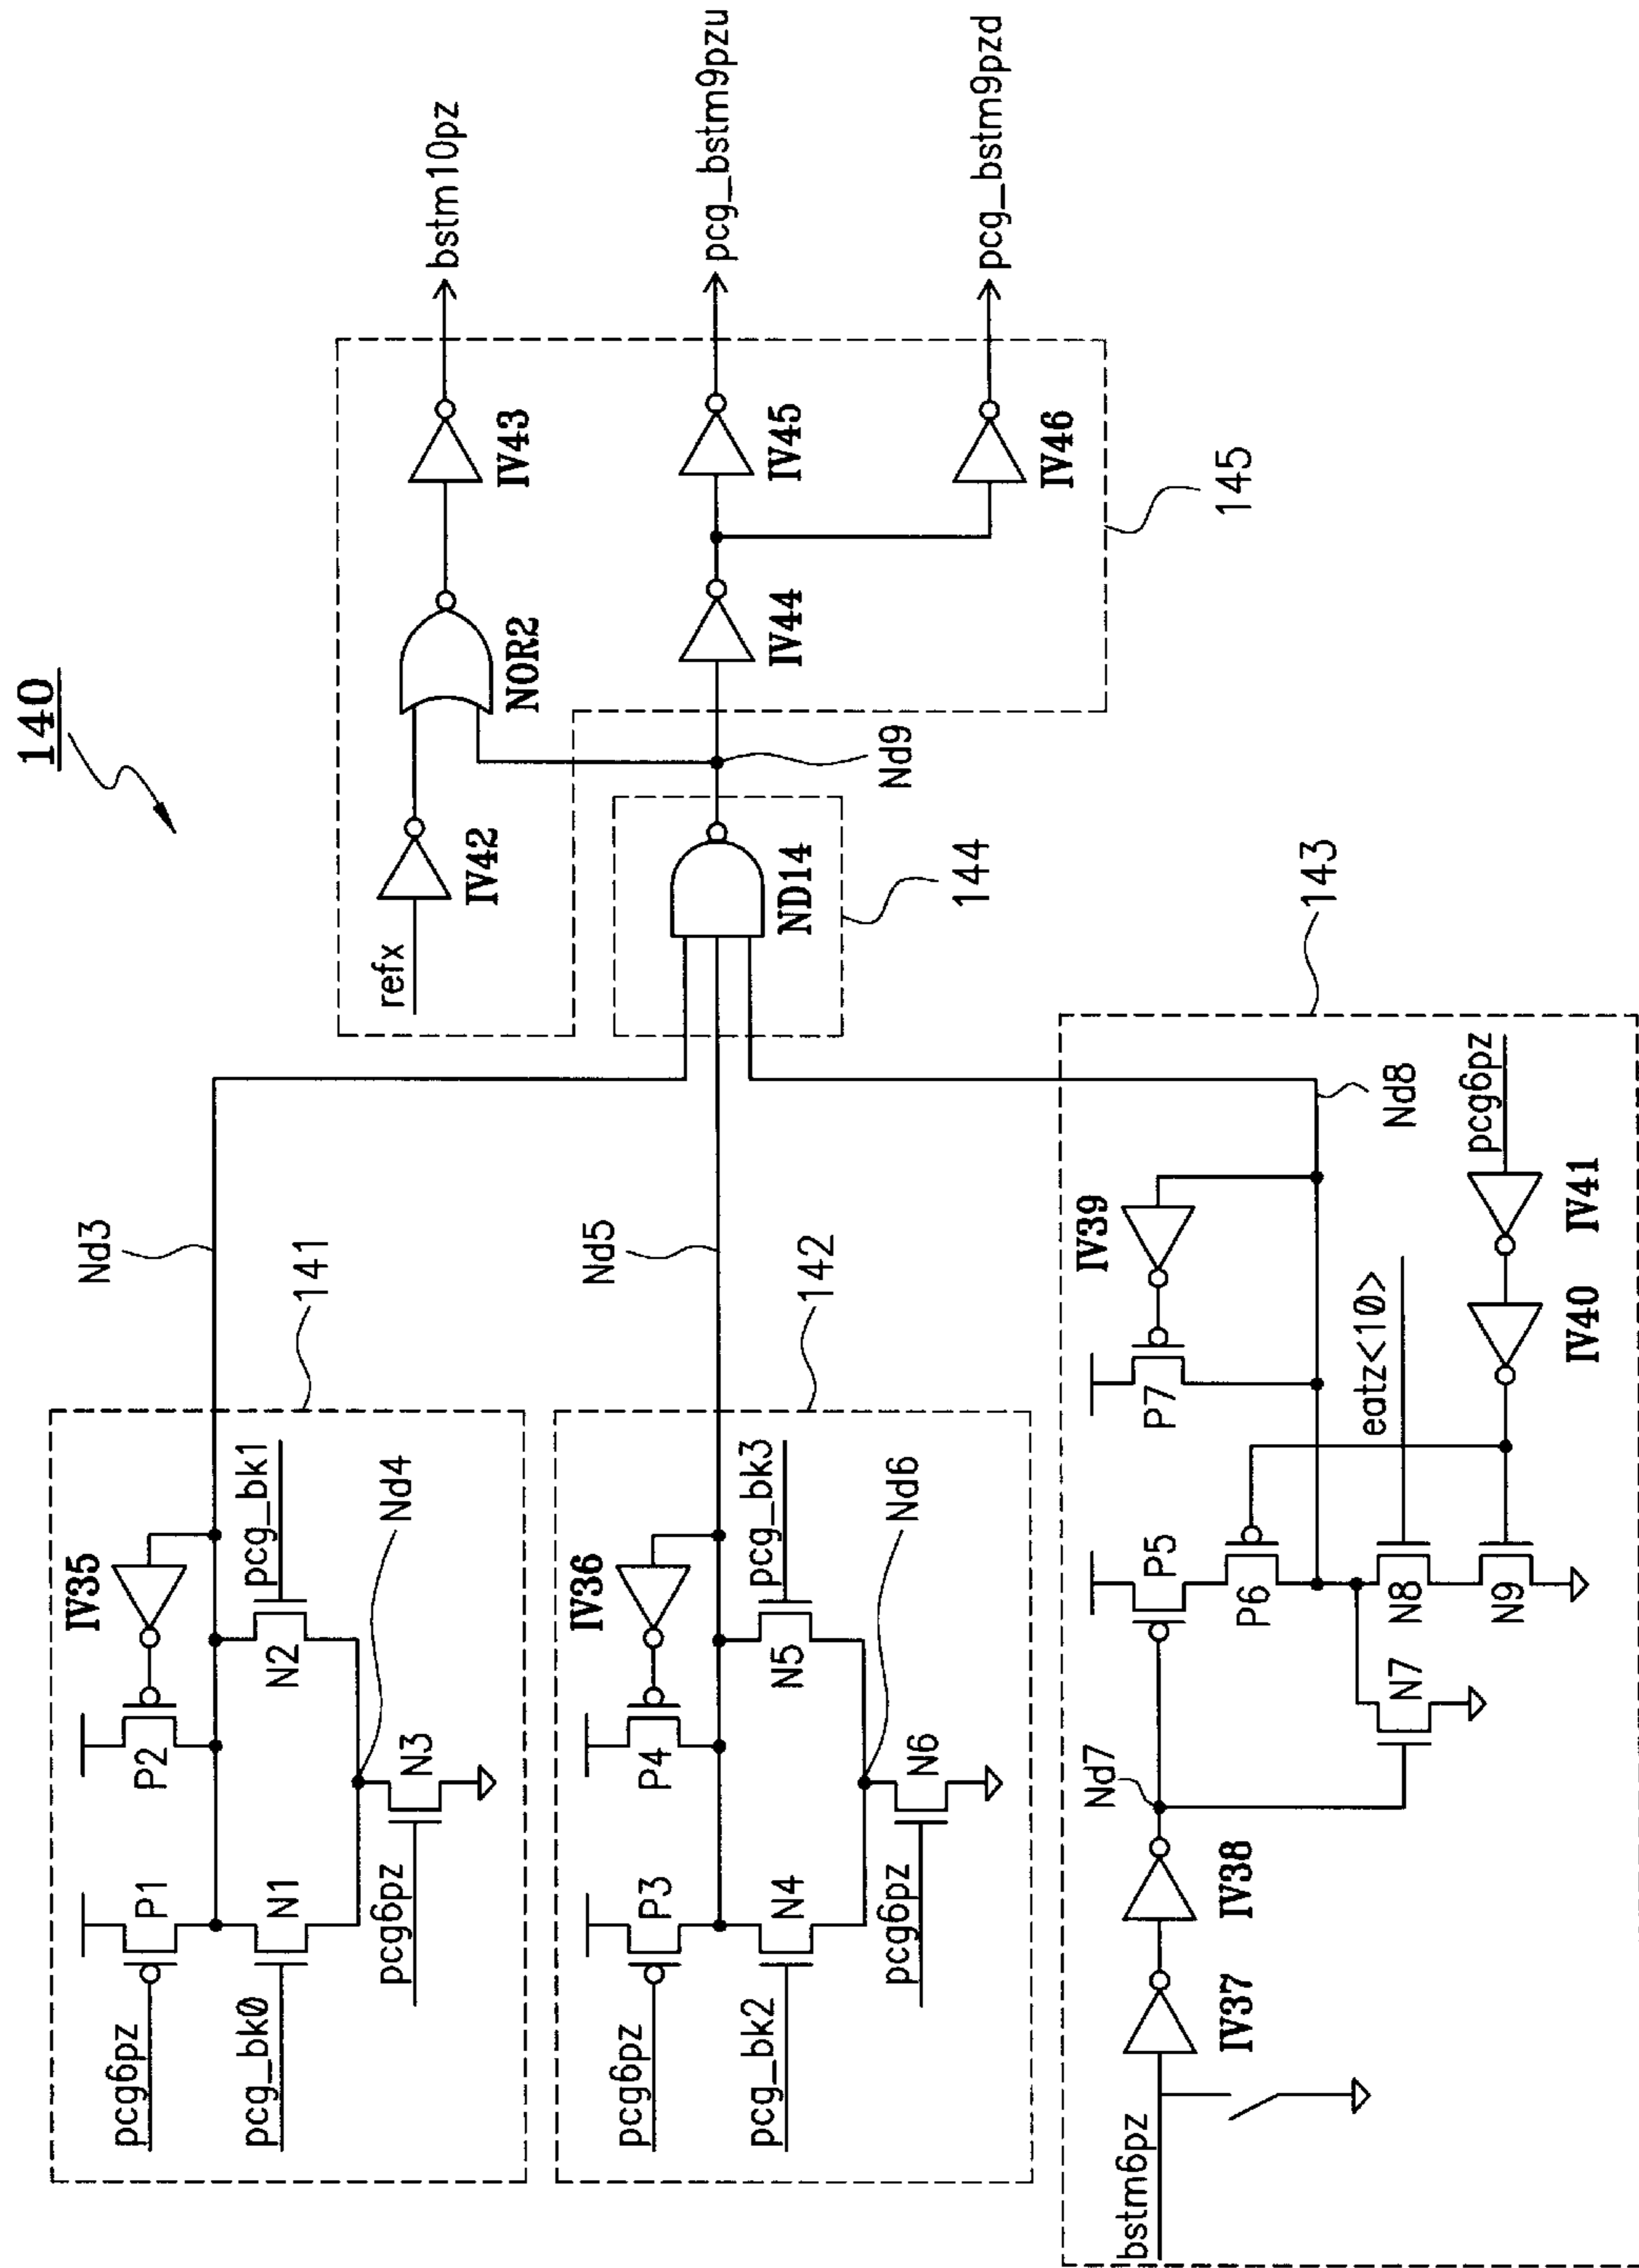 140
pcg6pz
P1
P2
IV35
Nd3
pcg_bk0
N1
N2
pcg_bk1
141
pcg6pz
N3
Nd4
pcg6pz
P3
P4
IV36
Nd5
pcg_bk2
N4
N5
pcg_bk3
142
pcg6pz
N6
Nd6
bstm6pz
IV37
IV38
Nd7
P5
P6
P7
IV39
N7
N8
N9
eatz<10>
IV40
IV41
pcg6pz
Nd8
143
ND14
144
Nd9
refx
IV42
NOR2
IV43
bstm10pz
IV44
IV45
pcg_bstm9pzu
IV46
pcg_bstm9pzd
145